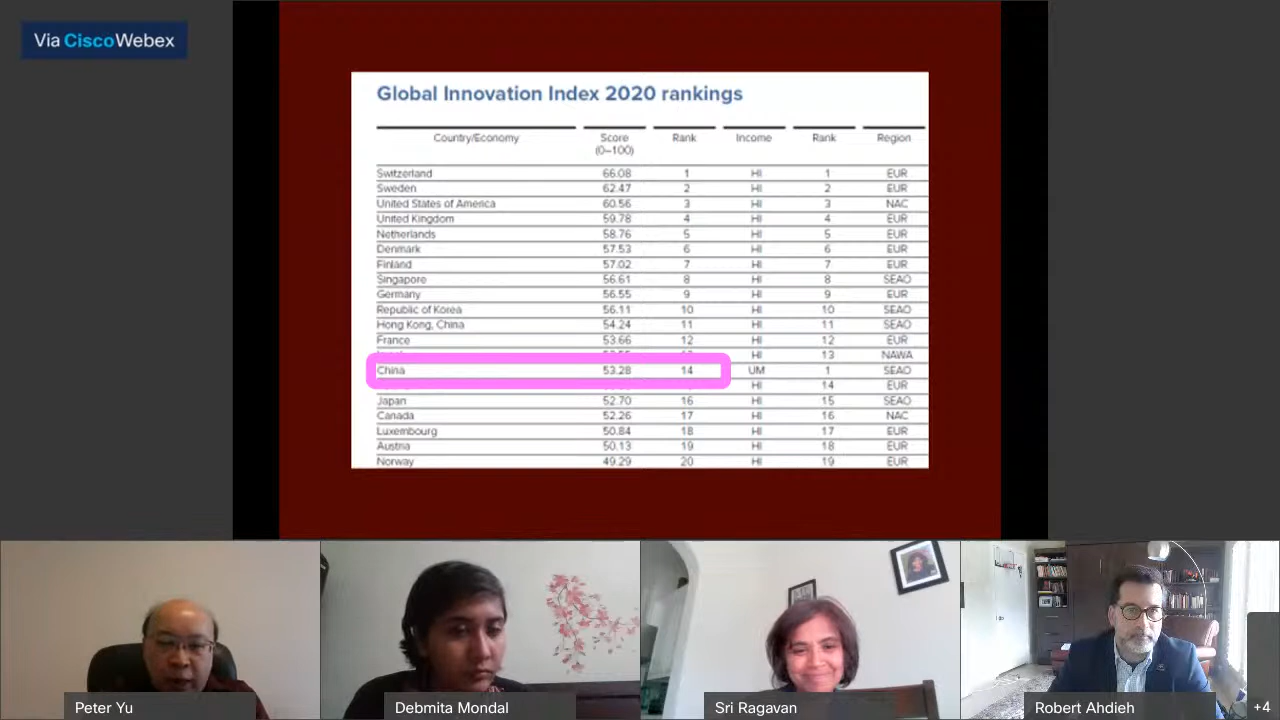 Via Cisco Webex
Global Innovation Index 2020 rankings
Country/Economy Score (0–100) Rank Income Rank Region
Switzerland 66.08 1 HI 1 EUR
Sweden 62.47 2 HI 2 EUR
United States of America 60.56 3 HI 3 NAC
United Kingdom 59.78 4 HI 4 EUR
Netherlands 58.76 5 HI 5 EUR
Denmark 57.53 6 HI 6 EUR
Finland 57.02 7 HI 7 EUR
Singapore 56.61 8 HI 8 SEAO
Germany 56.55 9 HI 9 EUR
Republic of Korea 56.11 10 HI 10 SEAO
Hong Kong, China 54.24 11 HI 11 SEAO
France 53.66 12 HI 12 EUR
HI 13 NAWA
China 53.28 14 UM 1 SEAO
HI 14 EUR
Japan 52.70 16 HI 15 SEAO
Canada 52.26 17 HI 16 NAC
Luxembourg 50.84 18 HI 17 EUR
Austria 50.13 19 HI 18 EUR
Norway 49.29 20 HI 19 EUR
Peter Yu
Debmita Mondal
Sri Ragavan
Robert Ahdieh
+4